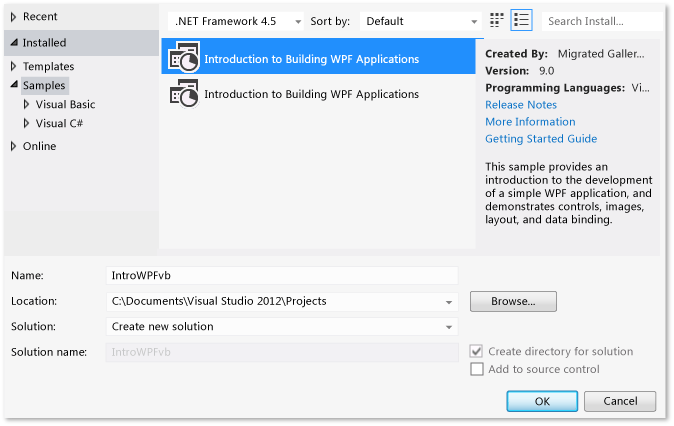 Recent
.NET Framework 4.5
Sort by:
Default
Search Install...
Installed
Templates
Samples
Visual Basic
Visual C#
Online
Introduction to Building WPF Applications
Introduction to Building WPF Applications
Created By: Migrated Galler...
Version: 9.0
Programming Languages: Vi...
Release Notes
More Information
Getting Started Guide
This sample provides an
introduction to the development
of a simple WPF application, and
demonstrates controls, images,
layout, and data binding.
Name:
IntroWPFvb
Location:
C:\Documents\Visual Studio 2012\Projects
Browse...
Solution:
Create new solution
Solution name:
IntroWPFvb
Create directory for solution
Add to source control
OK
Cancel